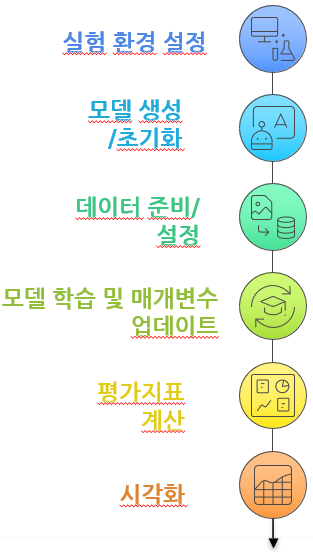 실험 환경 설정
모델 생성
/초기화
데이터 준비/
설정
모델 학습 및 매개변수
업데이트
평가지표
계산
시각화